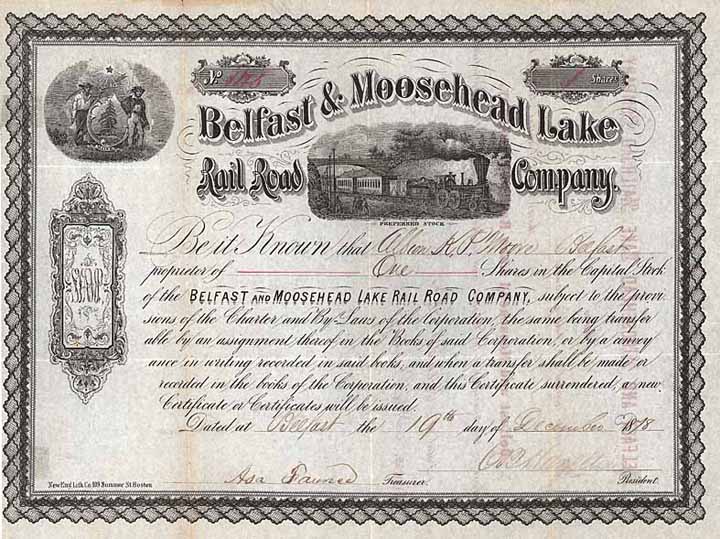 No
1 Shares
Belfast & Moosehead Lake
Rail Road Company.
PREFERRED STOCK
Be it Known that K. P. Moore Belfast
proprietor of One Shares in the Capital Stock
of the BELFAST AND MOOSEHEAD LAKE RAIL ROAD COMPANY, subject to the provi
sions of the Charter and By-Laws of the Corporation, the same being transfer
able by an assignment thereof in the Books of said Corporation, or by a convey
ance in writing recorded in said books, and when a transfer shall be made or
recorded in the books of the Corporation, and this Certificate surrendered, a new
Certificate or Certificates will be issued.
Dated at Belfast the 19th day of December 1878
Asa Faunce Treasurer. President.
New Engl Lith. Co. 109 Summer St. Boston